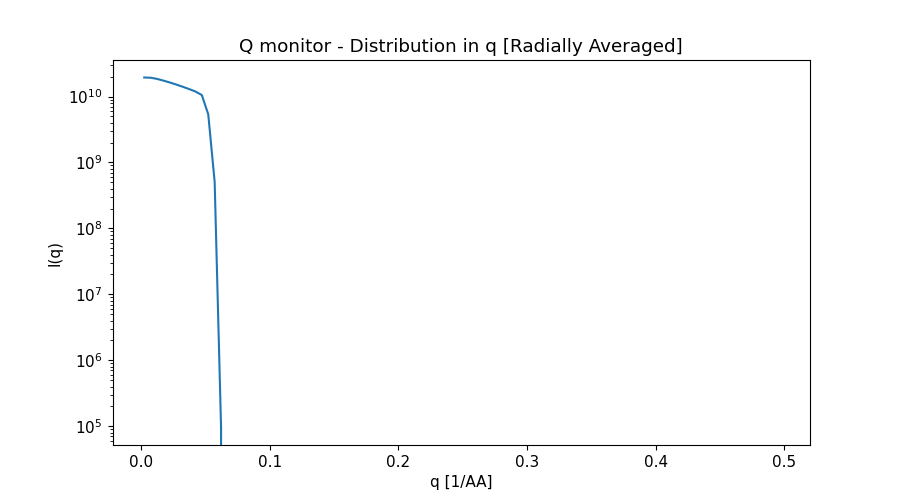 Q monitor - Distribution in q [Radially Averaged]
I(q)
10¹⁰
10⁹
10⁸
10⁷
10⁶
10⁵
0.0 0.1 0.2 0.3 0.4 0.5
q [1/AA]